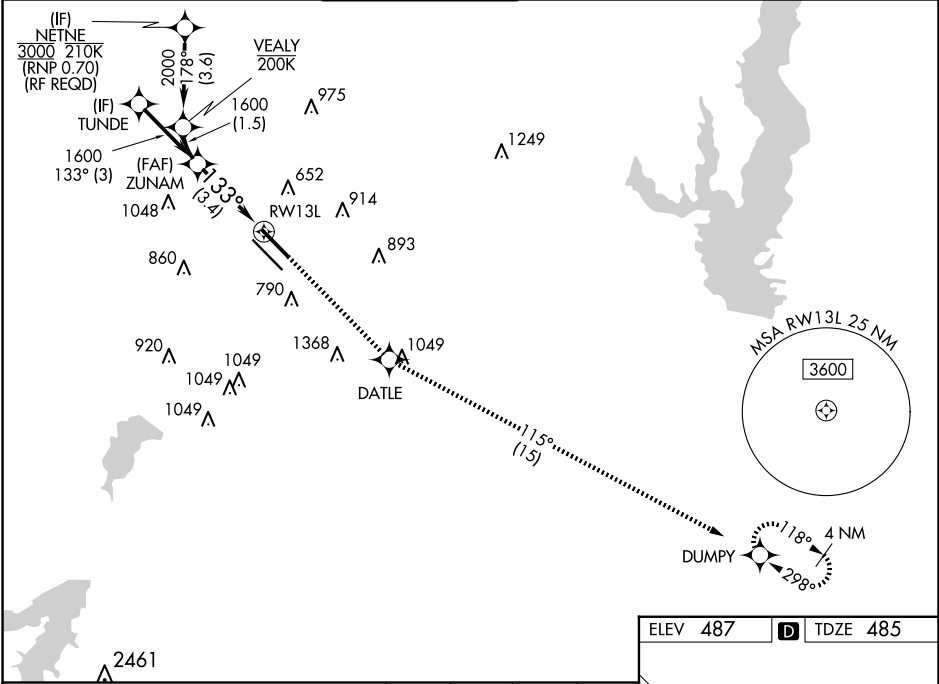 (IF)
NETNE
3000 210K
(RNP 0.70)
(RF REQD)
2000
178°
(3.6)
VEALY
200K
(IF)
TUNDE
1600
(1.5)
975
1249
1600
133° (3)
(FAF)
ZUNAM
133°
(3.4)
652
1048
914
RW13L
893
860
790
920
1049
1049
1049
1368
1049
DATLE
MSA RW13L 25 NM
3600
115°
(15)
DUMPY
118°
4 NM
298°
ELEV 487 D TDZE 485
2461